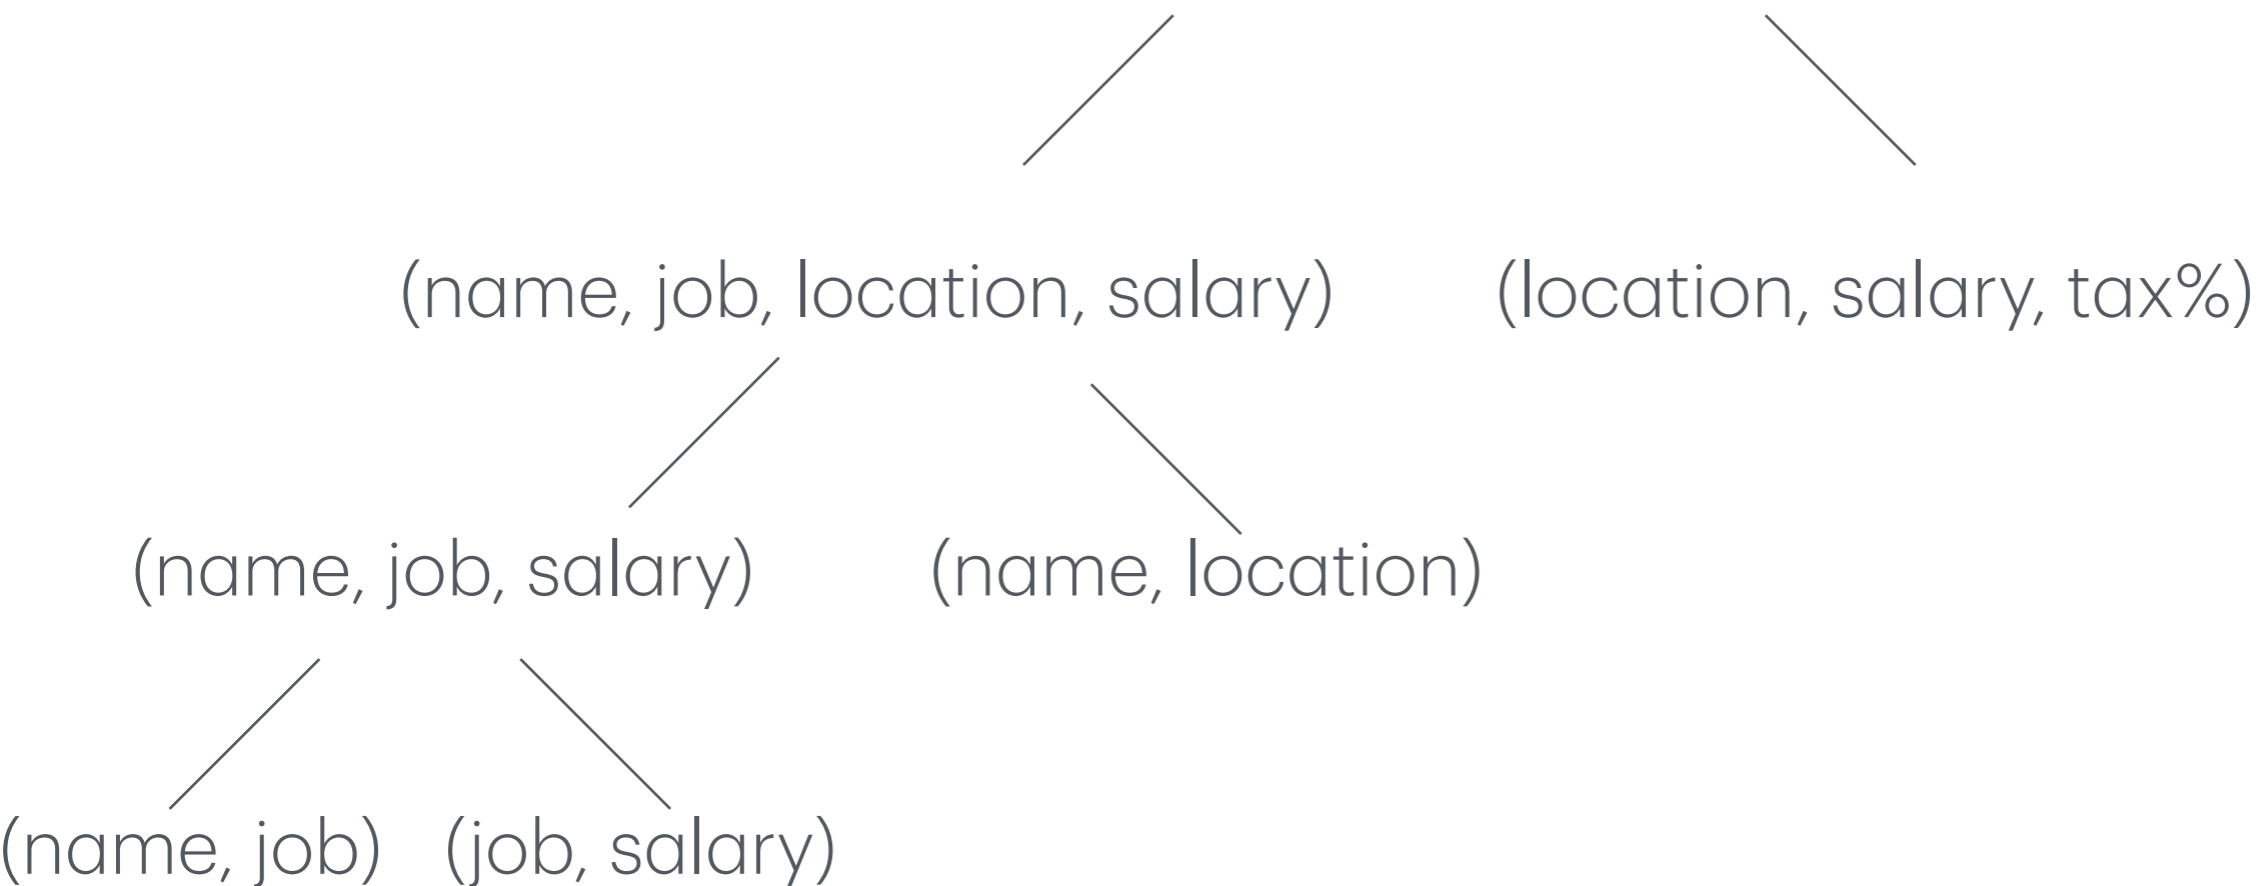 (name, job, location, salary) (location, salary, tax%)
(name, job, salary) (name, location)
(name, job) (job, salary)